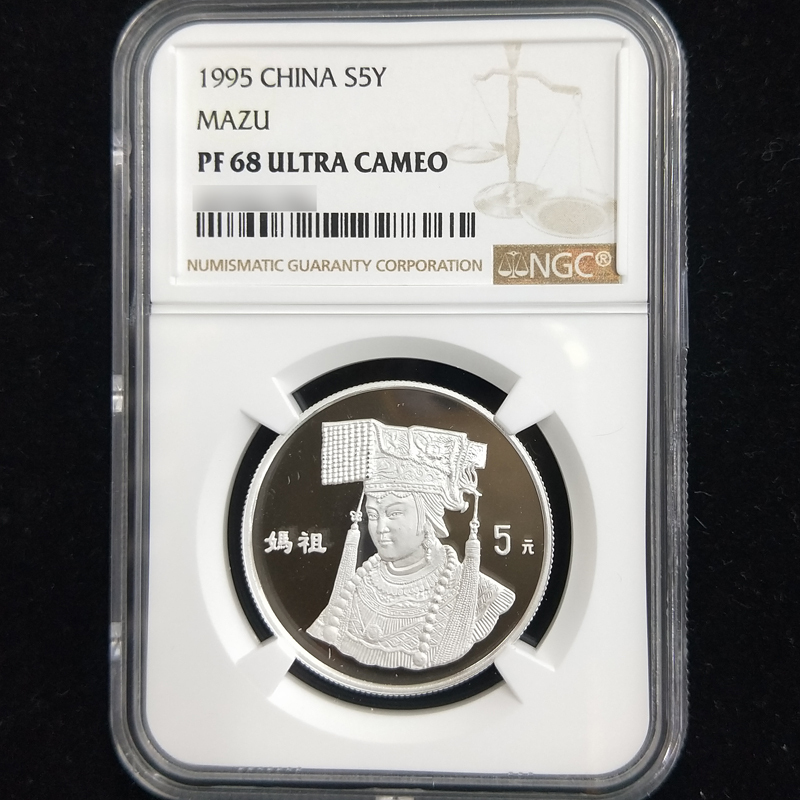 1995 CHINA S5Y
MAZU
PF 68 ULTRA CAMEO
NUMISMATIC GUARANTY CORPORATION
NGC®
媽祖
5元